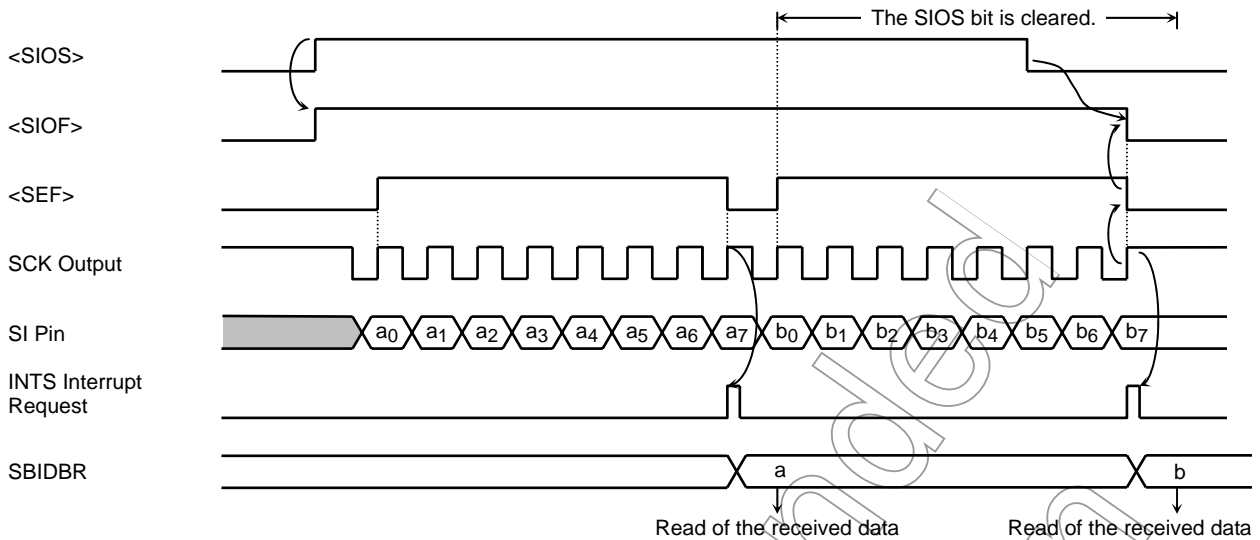 The SIOS bit is cleared.
<SIOS>
<SIOF>
<SEF>
SCK Output
SI Pin
a0 a1 a2 a3 a4 a5 a6 a7 b0 b1 b2 b3 b4 b5 b6 b7
INTS Interrupt
Request
SBIDBR
a b
Read of the received data Read of the received data